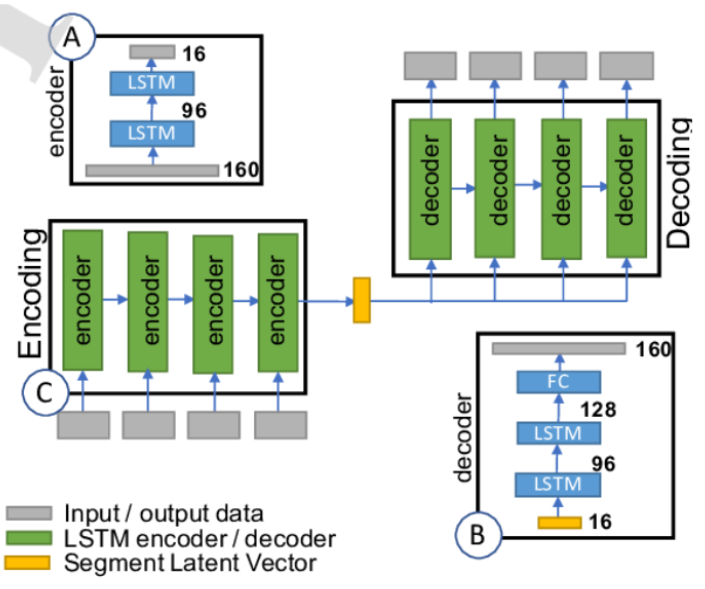 A
encoder
16
LSTM
96
LSTM
160
Encoding
encoder
encoder
encoder
encoder
C
decoder
decoder
decoder
decoder
Decoding
B
decoder
160
FC
128
LSTM
96
LSTM
16
Input / output data
LSTM encoder / decoder
Segment Latent Vector